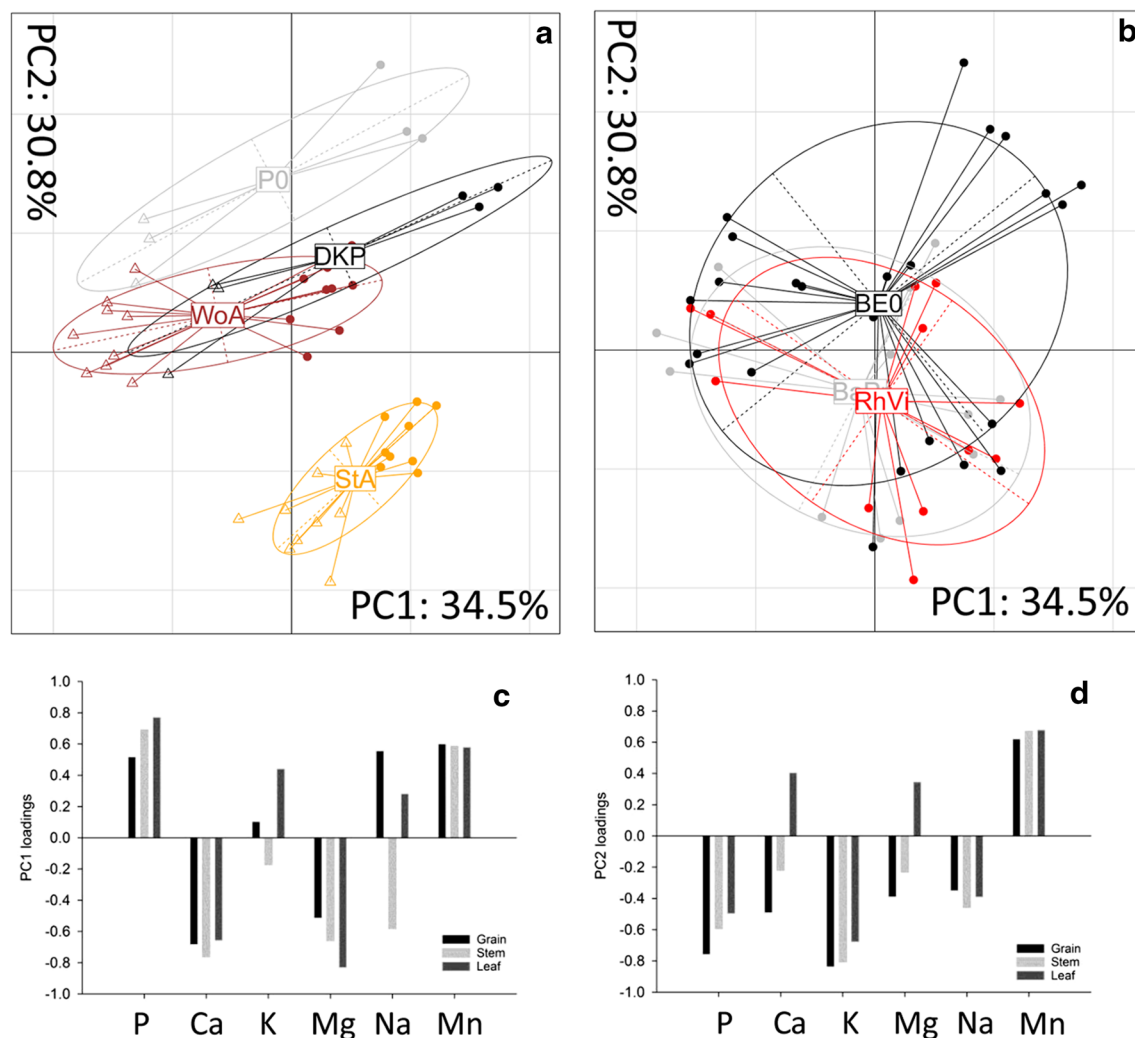 a
PC2:: 30.8%
P0
DKP
WoA
StA
PC1: 34.5%
b
PC2:: 30.8%
BE0
RhVi
PC1: 34.5%
c
PC1 loadings
1.0
0.8
0.6
0.4
0.2
0.0
-0.2
-0.4
-0.6
-0.8
-1.0
Grain
Stem
Leaf
P Ca K Mg Na Mn
d
PC2 loadings
1.0
0.8
0.6
0.4
0.2
0.0
-0.2
-0.4
-0.6
-0.8
-1.0
Grain
Stem
Leaf
P Ca K Mg Na Mn